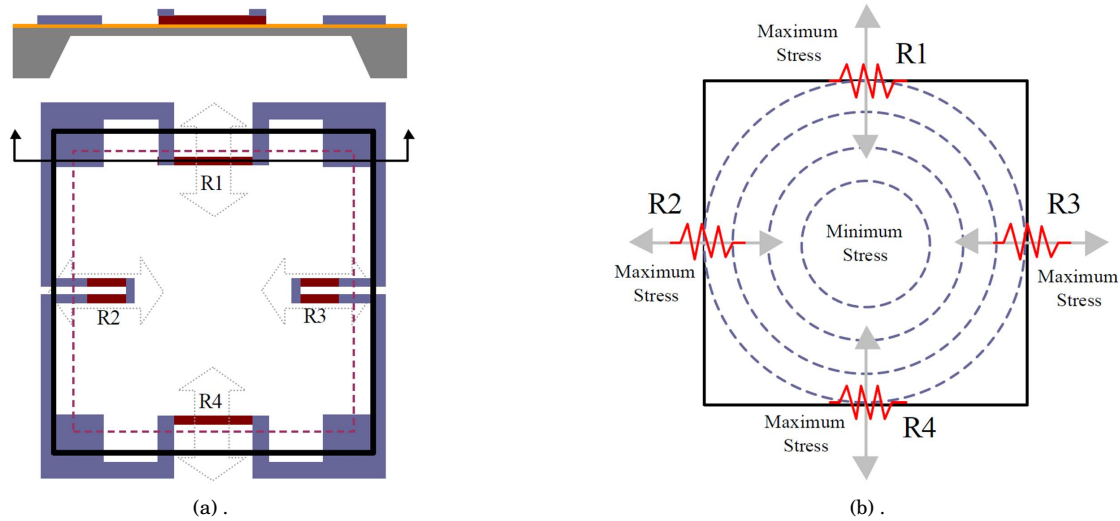 R1
R2
R3
R4
(a) .
Maximum
Stress
R1
R2
R3
Minimum
Stress
Maximum
Stress
Maximum
Stress
Maximum
Stress
R4
(b) .